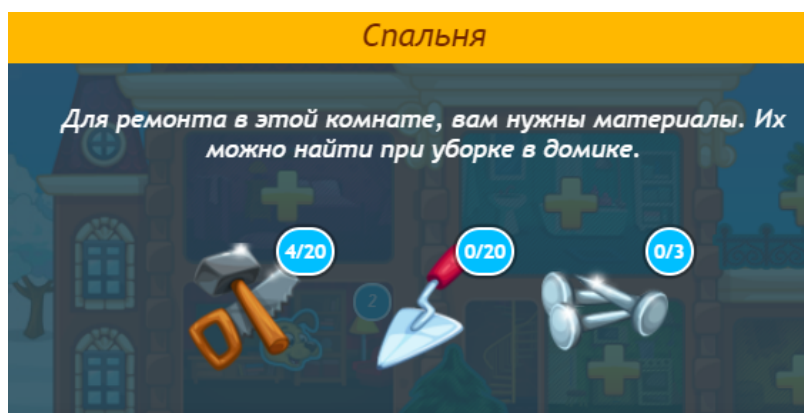 Спальня
Для ремонта в этой комнате, вам нужны материалы. Их
можно найти при уборке в домике.
4/20 0/20 0/3
2